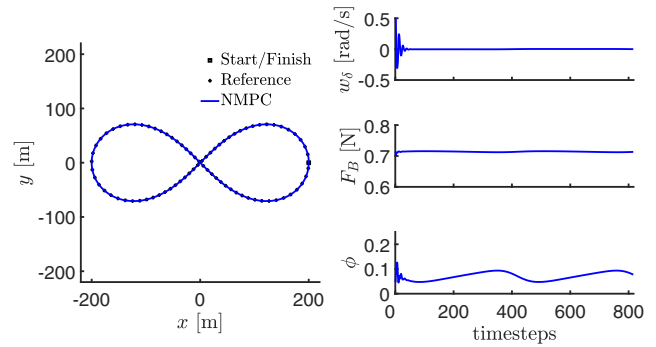 200
100
0
-100
-200
y [m]
-200
0
200
x [m]
Start/Finish
Reference
NMPC
0.5
0
-0.5
w_δ [rad/s]
0.8
0.7
0.6
F_B [N]
0.2
0.1
0
ϕ
0
200
400
600
800
timesteps